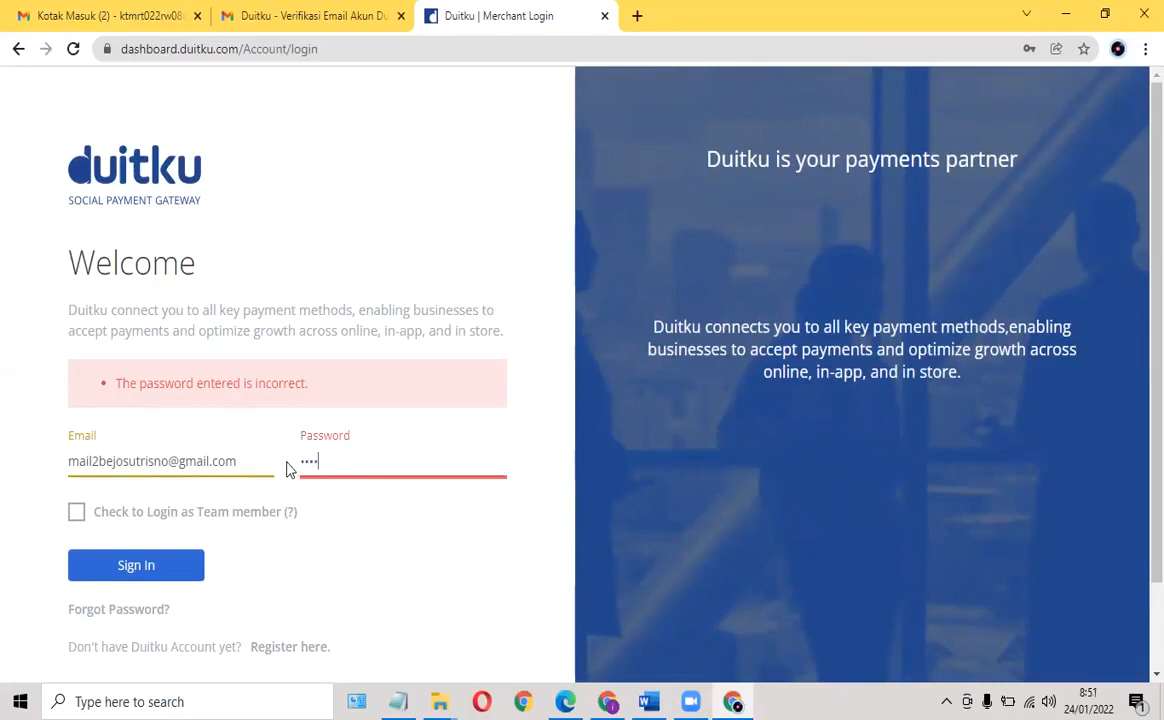 Kotak Masuk (2) - ktmrt022rw08
Duitku - Verifikasi Email Akun Du
Duitku | Merchant Login
dashboard.duitku.com/Account/login
duitku
SOCIAL PAYMENT GATEWAY
Welcome
Duitku connect you to all key payment methods, enabling businesses to
accept payments and optimize growth across online, in-app, and in store.
• The password entered is incorrect.
Email
Password
mail2bejosutrisno@gmail.com
••••
Check to Login as Team member (?)
Sign In
Forgot Password?
Don't have Duitku Account yet? Register here.
Duitku is your payments partner
Duitku connects you to all key payment methods,enabling
businesses to accept payments and optimize growth across
online, in-app, and in store.
Type here to search
8:51
24/01/2022
1